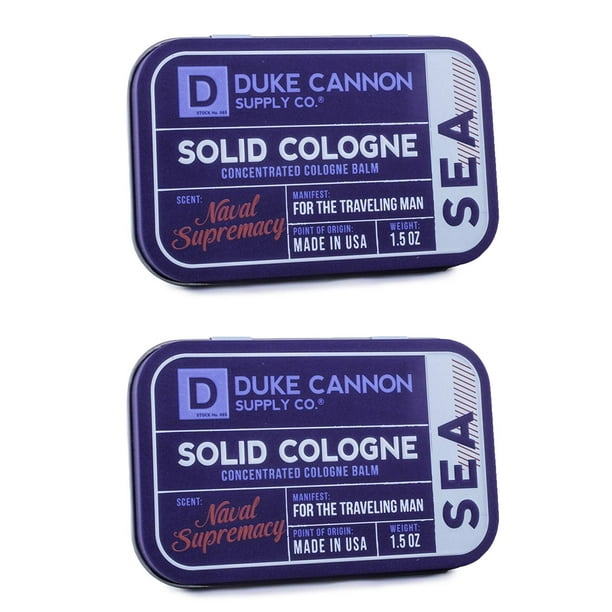 D
DUKE CANNON
SUPPLY CO.®
STOCK No. 085
SOLID COLOGNE
CONCENTRATED COLOGNE BALM
SCENT:
Naval
Supremacy
MANIFEST:
FOR THE TRAVELING MAN
POINT OF ORIGIN:
MADE IN USA
WEIGHT:
1.5 OZ
SEA
D
DUKE CANNON
SUPPLY CO.®
STOCK No. 085
SOLID COLOGNE
CONCENTRATED COLOGNE BALM
SCENT:
Naval
Supremacy
MANIFEST:
FOR THE TRAVELING MAN
POINT OF ORIGIN:
MADE IN USA
WEIGHT:
1.5 OZ
SEA